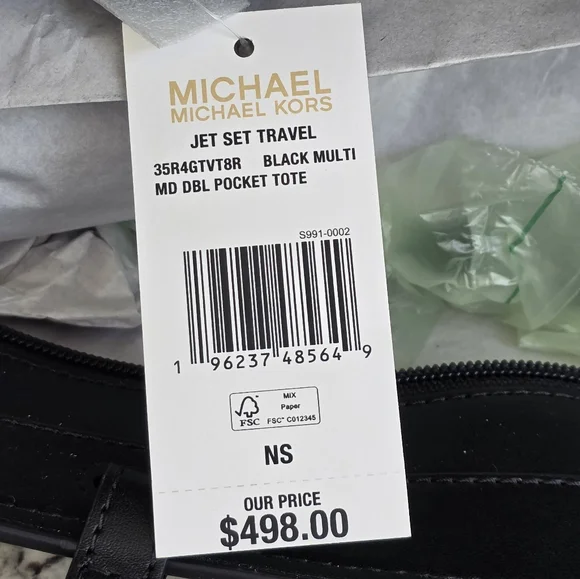 MICHAEL
MICHAEL KORS
JET SET TRAVEL
35R4GTVT8R BLACK MULTI
MD DBL POCKET TOTE
S991-0002
1 96237 48564 9
MIX
Paper
FSC FSC™ C012345
NS
OUR PRICE
$498.00